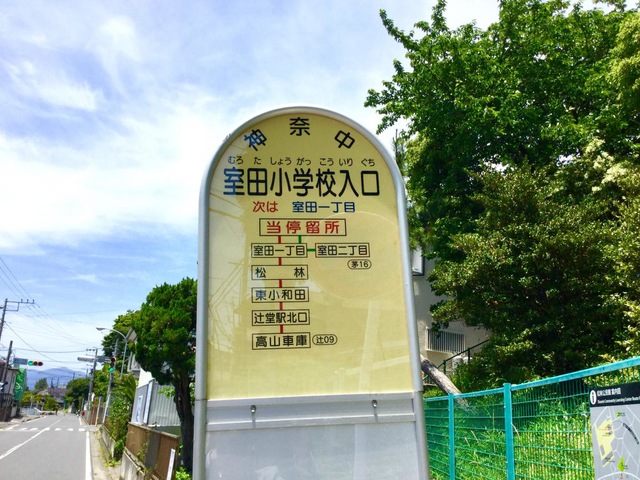 神奈中
むろたしょうがっこういりぐち
室田小学校入口
次は 室田一丁目
当停留所
室田一丁目 室田二丁目
茅16
松林
東小和田
辻堂駅北口
高山車庫 辻09